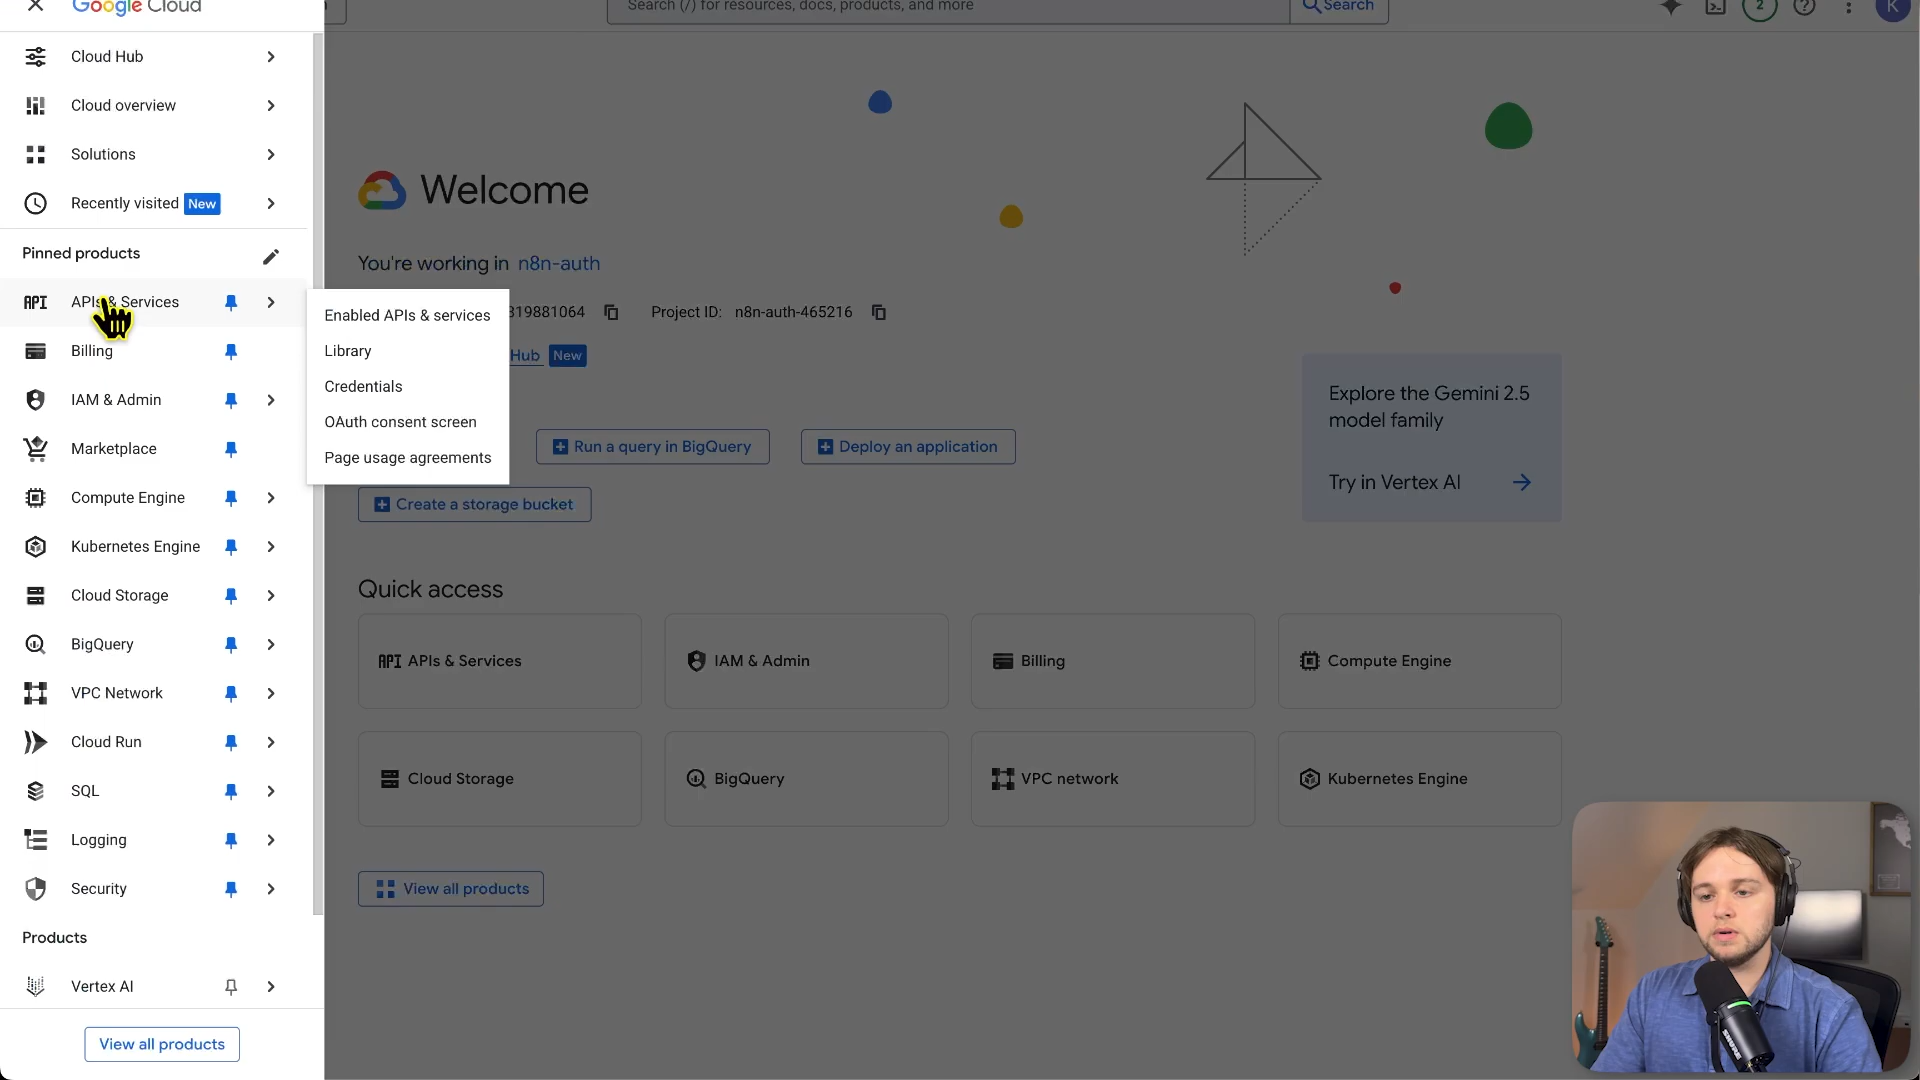 Google Cloud
Search (/) for resources, docs, products, and more
Search
2
K
Cloud Hub
Cloud overview
Solutions
Recently visited New
Pinned products
API APIs & Services
Billing
IAM & Admin
Marketplace
Compute Engine
Kubernetes Engine
Cloud Storage
BigQuery
VPC Network
Cloud Run
SQL
Logging
Security
Products
Vertex AI
View all products
Enabled APIs & services
Library
Credentials
OAuth consent screen
Page usage agreements
Welcome
You're working in n8n-auth
319881064
Project ID: n8n-auth-465216
Hub New
Run a query in BigQuery
Deploy an application
Create a storage bucket
Explore the Gemini 2.5
model family
Try in Vertex AI
Quick access
API APIs & Services
IAM & Admin
Billing
Compute Engine
Cloud Storage
BigQuery
VPC network
Kubernetes Engine
View all products
SHURE